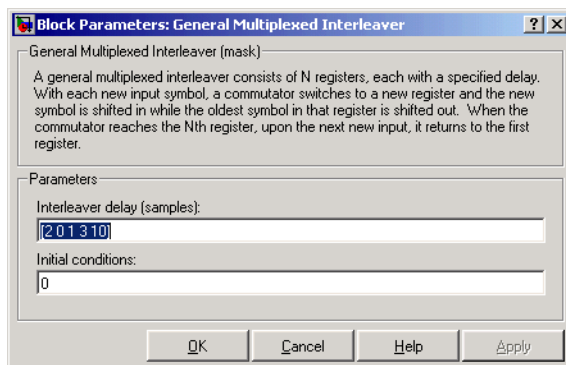 Block Parameters: General Multiplexed Interleaver
General Multiplexed Interleaver (mask)
A general multiplexed interleaver consists of N registers, each with a specified delay.
With each new input symbol, a commutator switches to a new register and the new
symbol is shifted in while the oldest symbol in that register is shifted out. When the
commutator reaches the Nth register, upon the next new input, it returns to the first
register.
Parameters
Interleaver delay (samples):
[2 0 1 3 10]
Initial conditions:
0
OK Cancel Help Apply